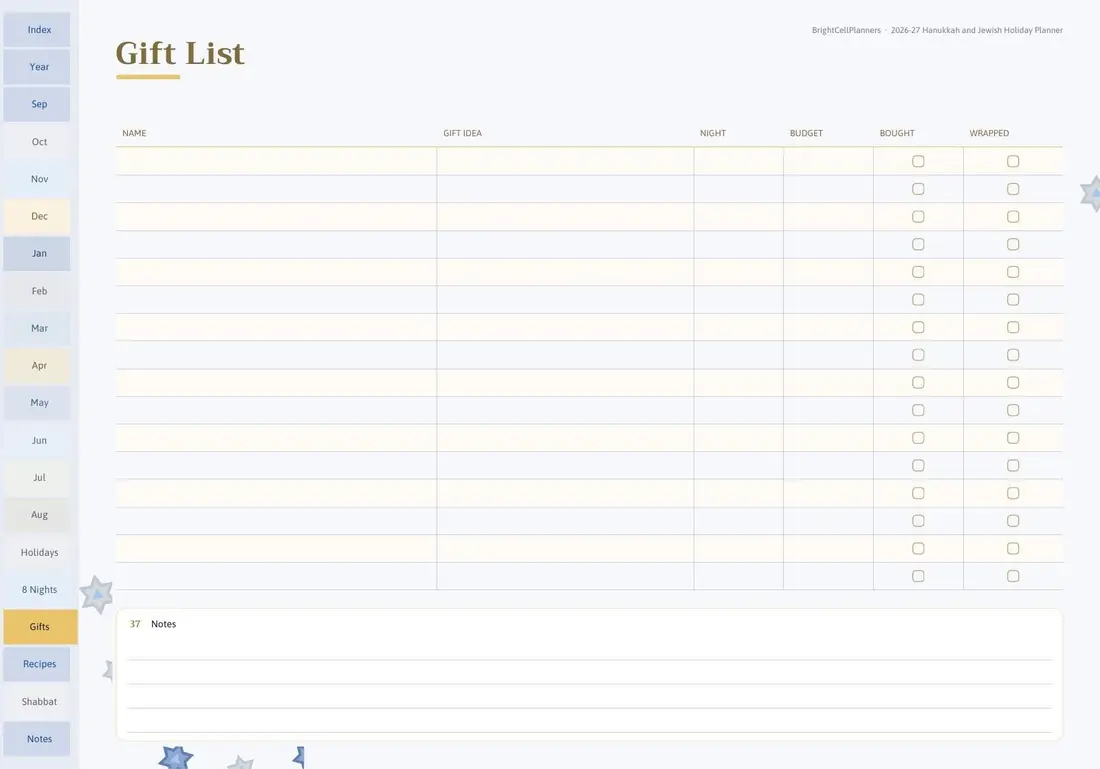 Index
Year
Sep
Oct
Nov
Dec
Jan
Feb
Mar
Apr
May
Jun
Jul
Aug
Holidays
8 Nights
Gifts
Recipes
Shabbat
Notes
BrightCellPlanners · 2026-27 Hanukkah and Jewish Holiday Planner
Gift List
NAME GIFT IDEA NIGHT BUDGET BOUGHT WRAPPED
37 Notes